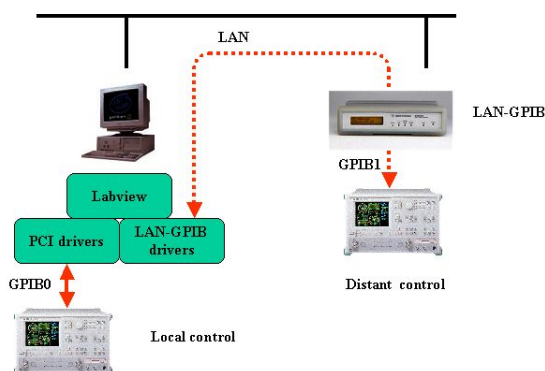 LAN
LAN-GPIB
GPIB1
Labview
PCI drivers
LAN-GPIB
drivers
GPIB0
Distant control
Local control